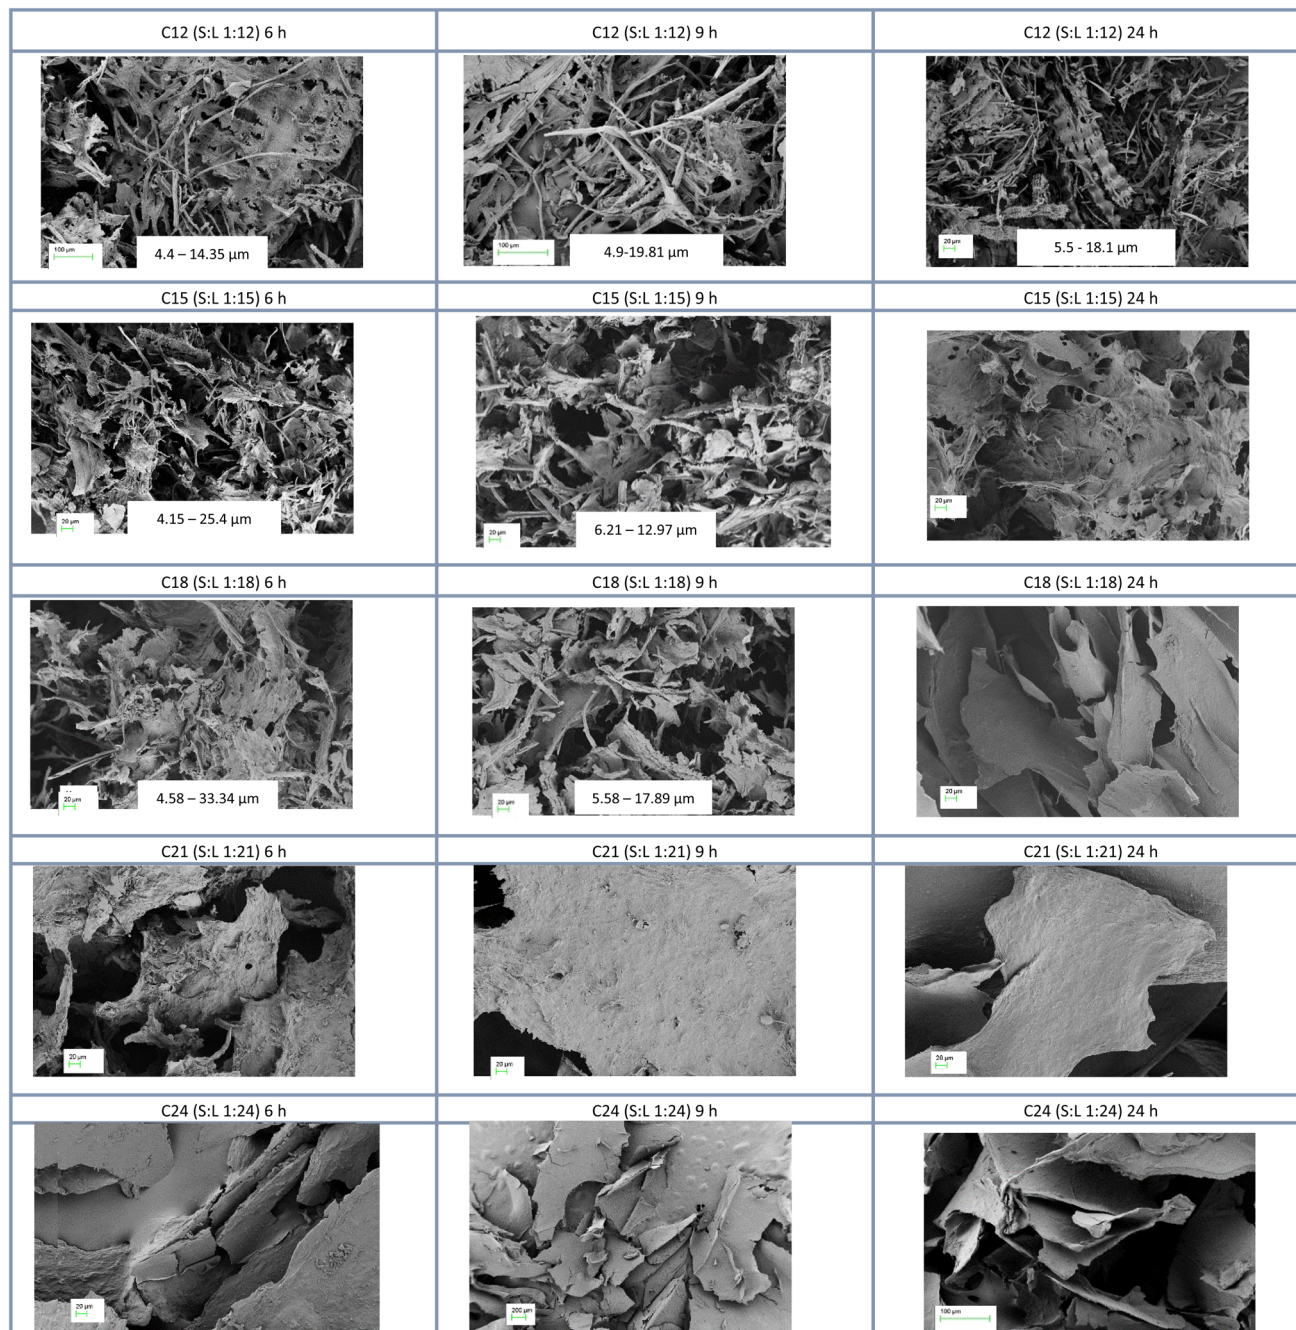 C12 (S:L 1:12) 6 h
C12 (S:L 1:12) 9 h
C12 (S:L 1:12) 24 h
100 µm
4.4 – 14.35 µm
100 µm
4.9-19.81 µm
20 µm
5.5 - 18.1 µm
C15 (S:L 1:15) 6 h
C15 (S:L 1:15) 9 h
C15 (S:L 1:15) 24 h
20 µm
4.15 – 25.4 µm
20 µm
6.21 – 12.97 µm
20 µm
C18 (S:L 1:18) 6 h
C18 (S:L 1:18) 9 h
C18 (S:L 1:18) 24 h
20 µm
4.58 – 33.34 µm
20 µm
5.58 – 17.89 µm
20 µm
C21 (S:L 1:21) 6 h
C21 (S:L 1:21) 9 h
C21 (S:L 1:21) 24 h
20 µm
20 µm
20 µm
C24 (S:L 1:24) 6 h
C24 (S:L 1:24) 9 h
C24 (S:L 1:24) 24 h
20 µm
200 µm
100 µm